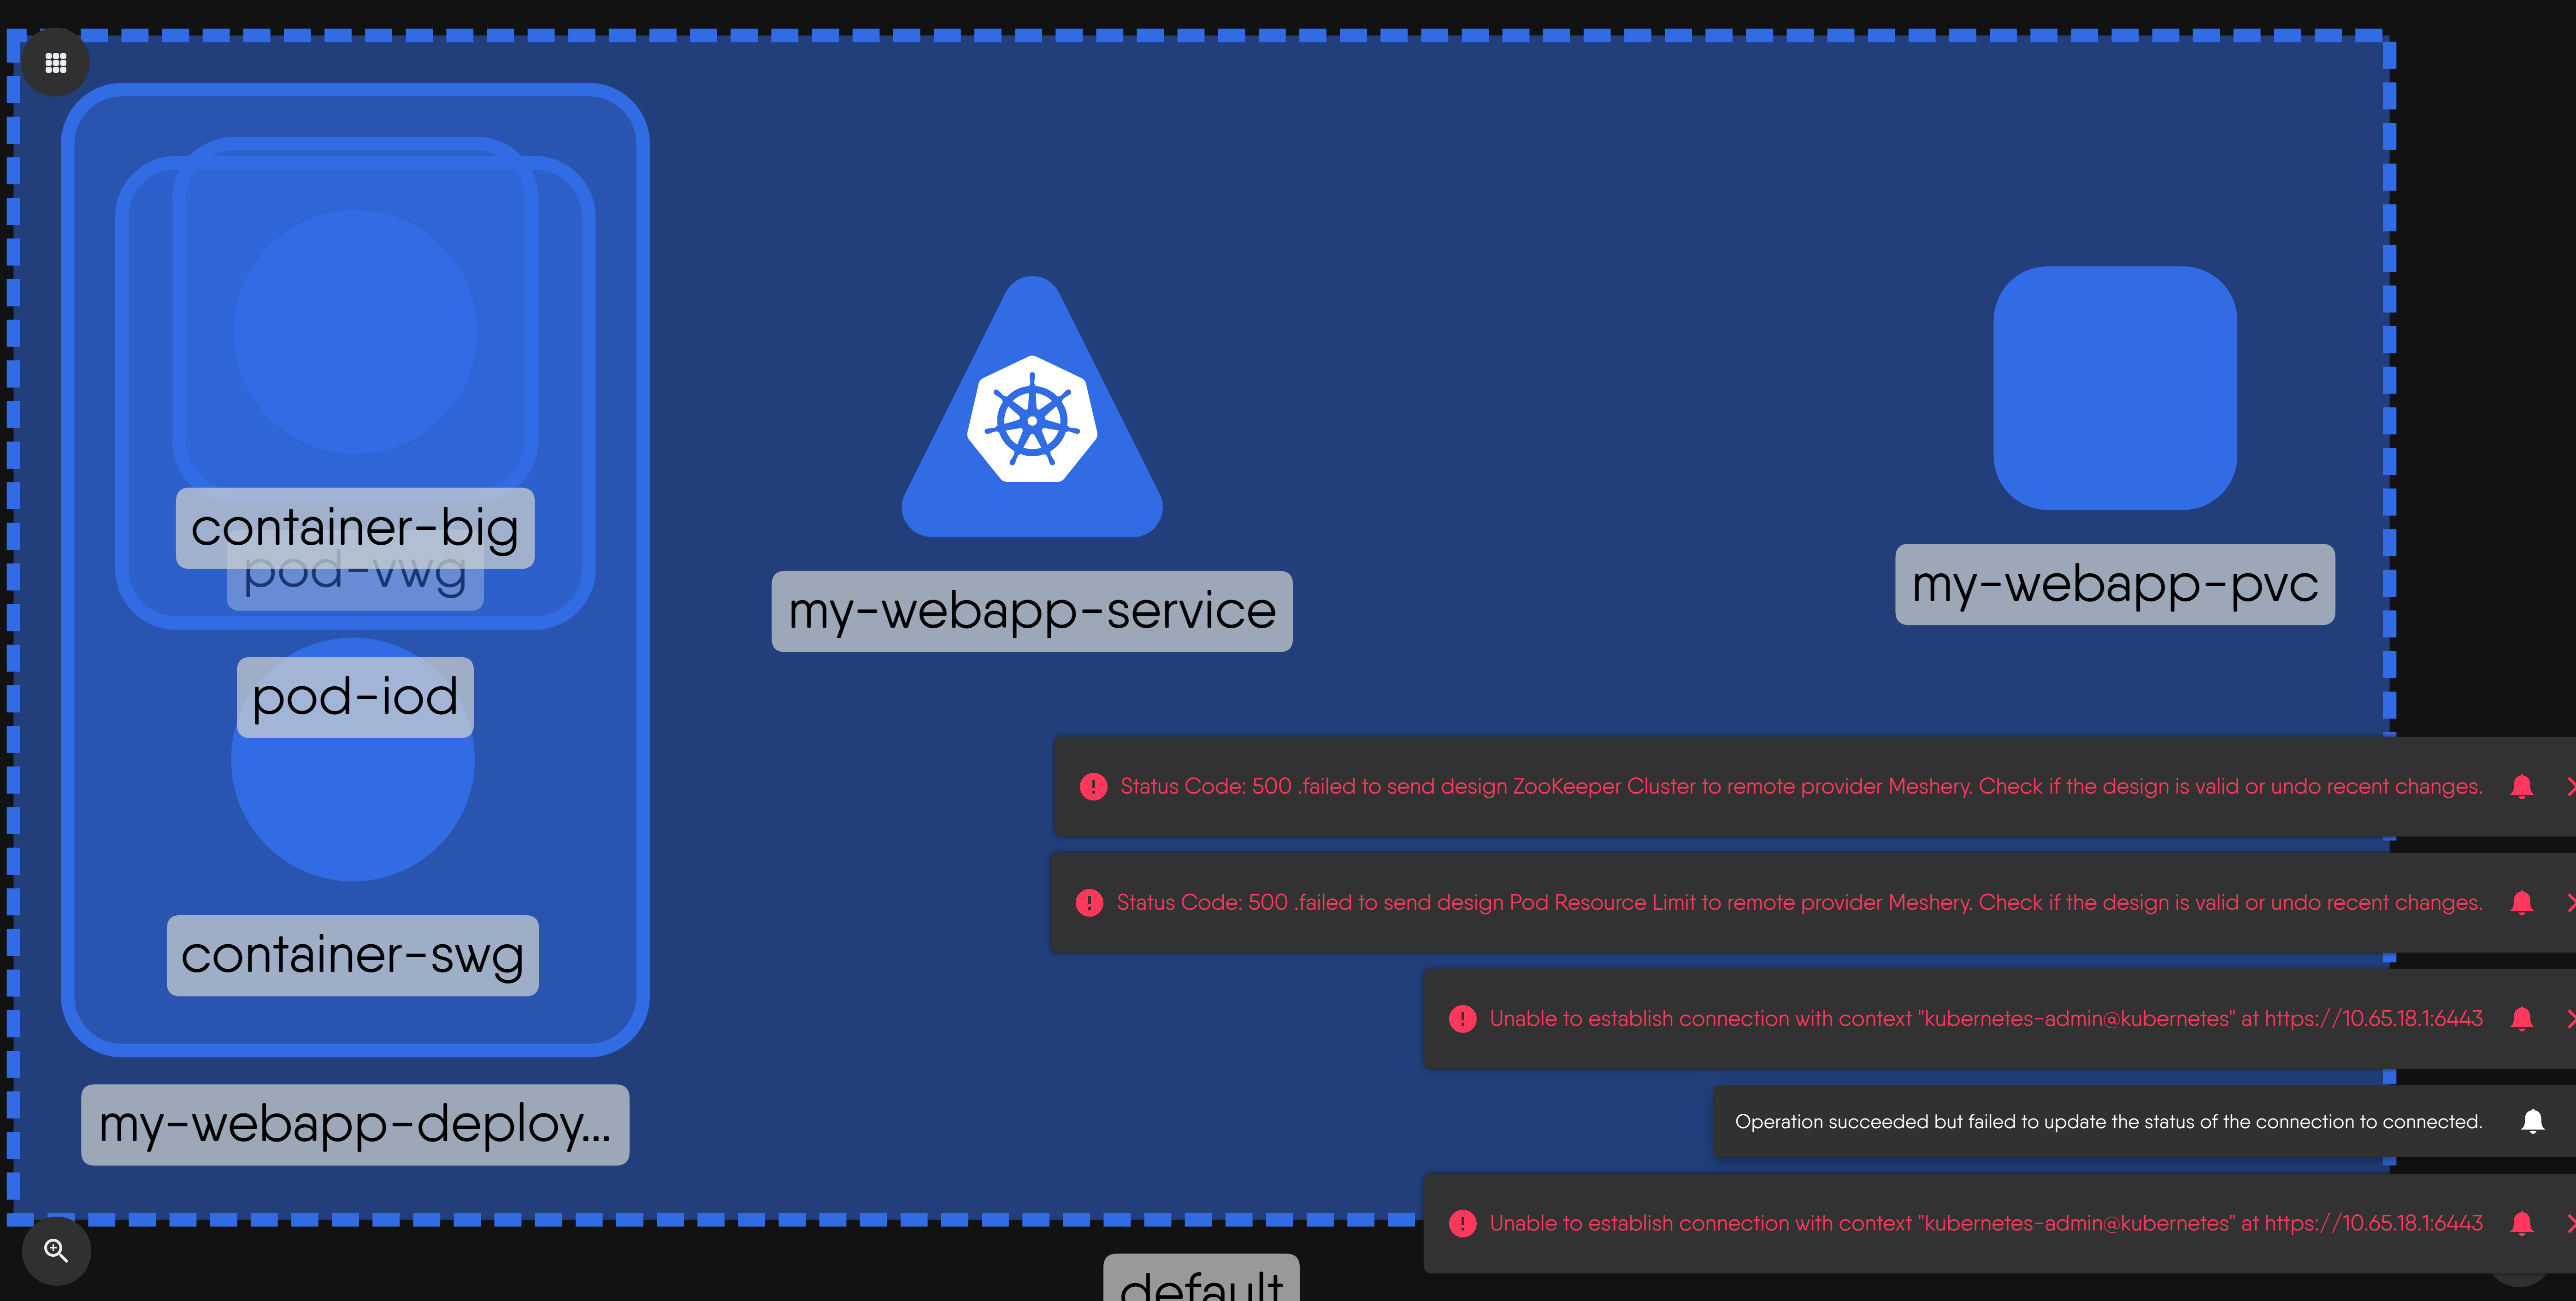 container-big
pod-vwg
pod-iod
container-swg
my-webapp-deploy...
my-webapp-service
my-webapp-pvc
Status Code: 500 .failed to send design ZooKeeper Cluster to remote provider Meshery. Check if the design is valid or undo recent changes.
Status Code: 500 .failed to send design Pod Resource Limit to remote provider Meshery. Check if the design is valid or undo recent changes.
Unable to establish connection with context "kubernetes-admin@kubernetes" at https://10.65.18.1:6443
Operation succeeded but failed to update the status of the connection to connected.
Unable to establish connection with context "kubernetes-admin@kubernetes" at https://10.65.18.1:6443
default